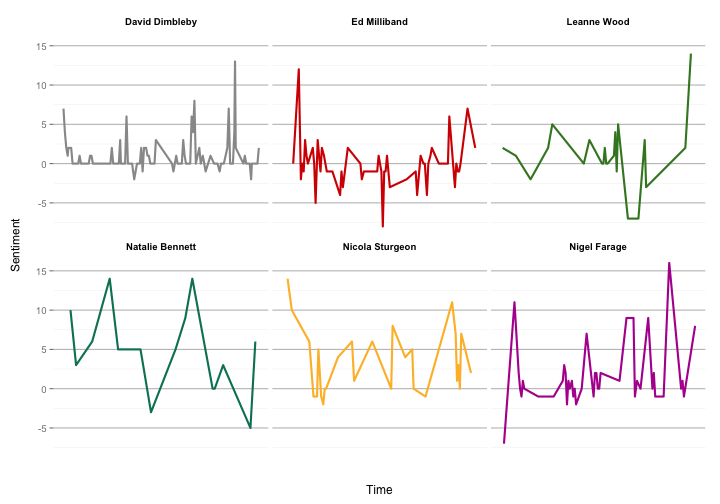 David Dimbleby
Ed Milliband
Leanne Wood
15
10
5
0
-5
Sentiment
Natalie Bennett
Nicola Sturgeon
Nigel Farage
15
10
5
0
-5
Time